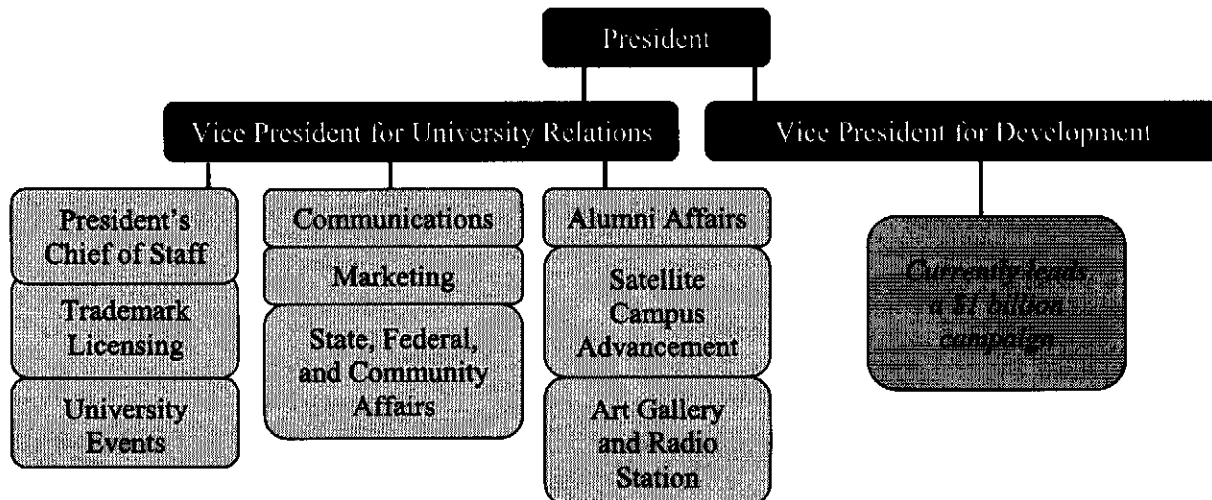 President
Vice President for University Relations
Vice President for Development
President's
Chief of Staff
Trademark
Licensing
University
Events
Communications
Marketing
State, Federal,
and Community
Affairs
Alumni Affairs
Satellite
Campus
Advancement
Art Gallery
and Radio
Station
Currently leads
a $1 billion
campaign